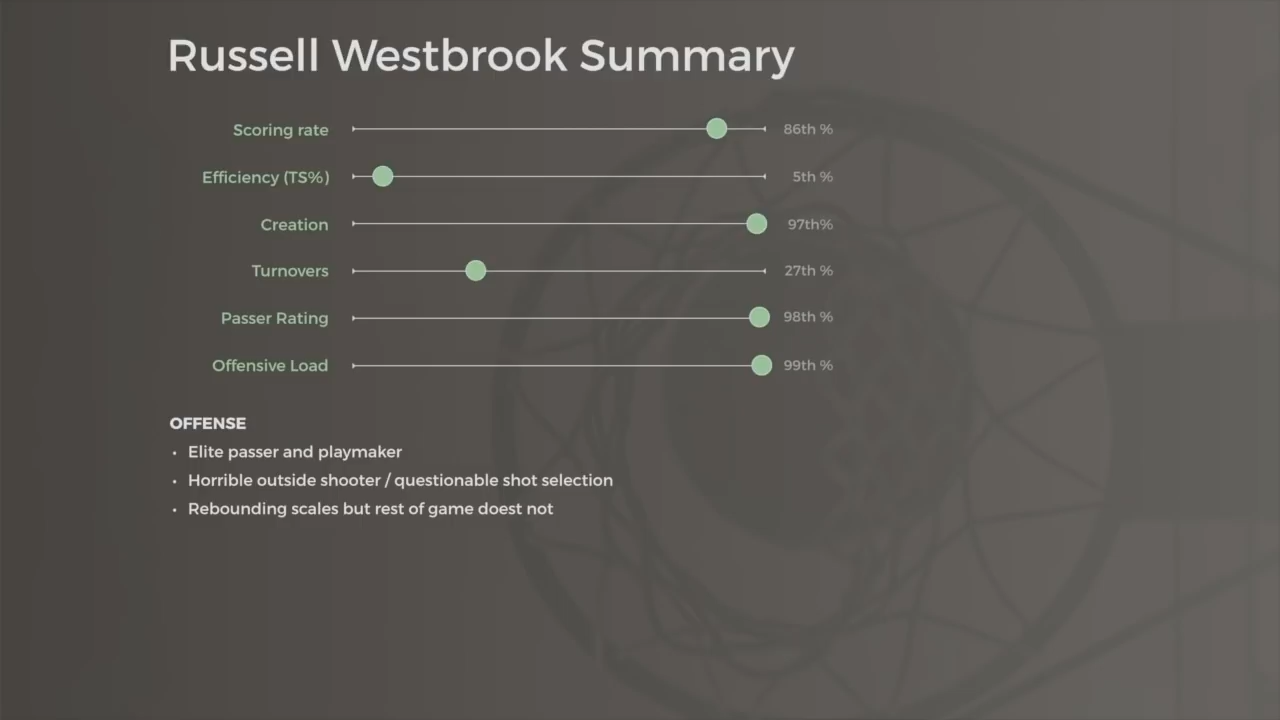 Russell Westbrook Summary
Scoring rate 86th %
Efficiency (TS%) 5th %
Creation 97th%
Turnovers 27th %
Passer Rating 98th %
Offensive Load 99th %
OFFENSE
• Elite passer and playmaker
• Horrible outside shooter / questionable shot selection
• Rebounding scales but rest of game doest not